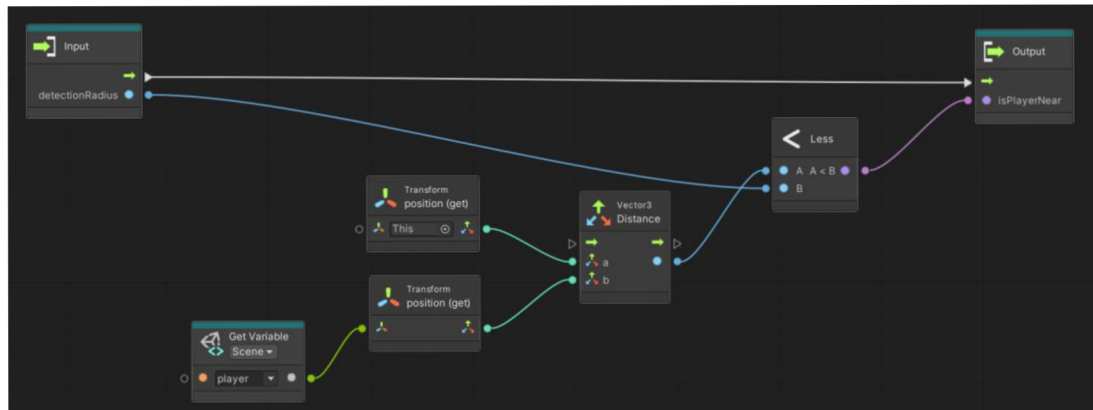 Input
detectionRadius
Output
isPlayerNear
Less
A A < B
B
Transform
position (get)
This
Vector3
Distance
a
b
Transform
position (get)
Get Variable
Scene
player